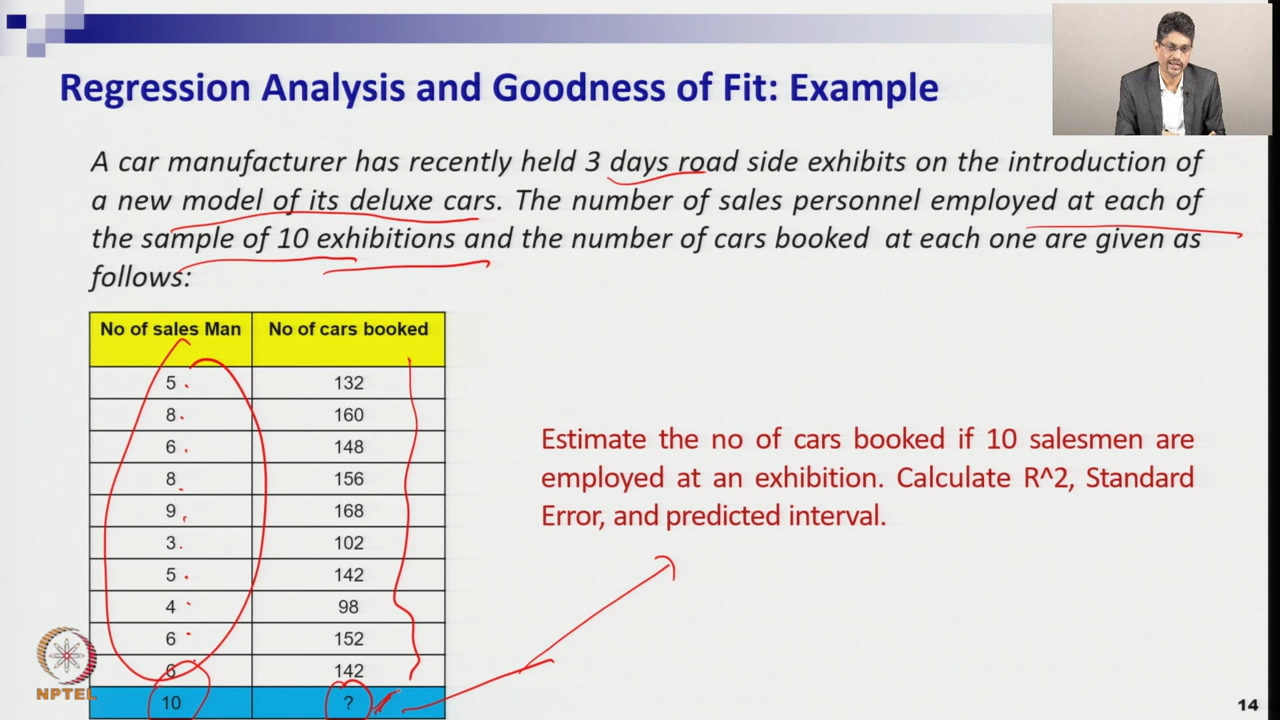 Regression Analysis and Goodness of Fit: Example
A car manufacturer has recently held 3 days road side exhibits on the introduction of
a new model of its deluxe cars. The number of sales personnel employed at each of
the sample of 10 exhibitions and the number of cars booked at each one are given as
follows:
No of sales Man No of cars booked
5 132
8 160
6 148
8 156
9 168
3 102
5 142
4 98
6 152
6 142
10 ?
Estimate the no of cars booked if 10 salesmen are
employed at an exhibition. Calculate R^2, Standard
Error, and predicted interval.
NPTEL
14